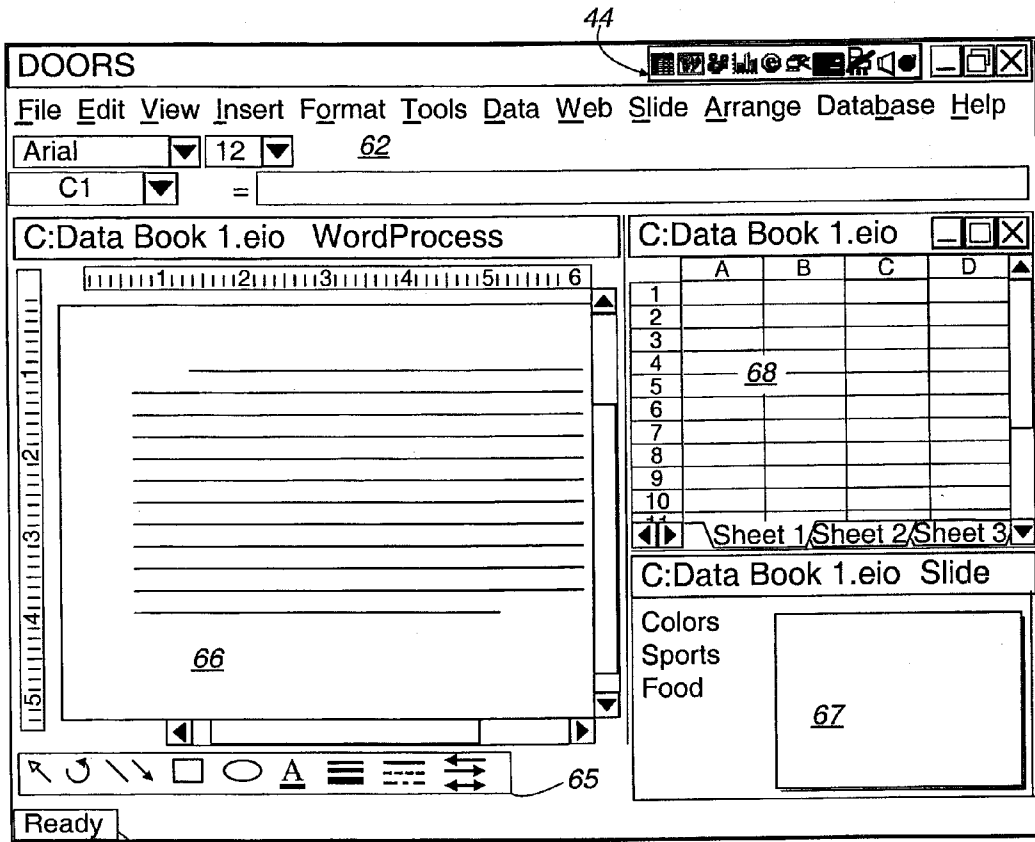 44
DOORS
File Edit View Insert Format Tools Data Web Slide Arrange Database Help
Arial 12 62
C1 =
C:Data Book 1.eio WordProcess
1 2 3 4 5 6
1 2 3 4 5
66
C:Data Book 1.eio
A B C D
1
2
3
4
68
5
6
7
8
9
10
11
Sheet 1 Sheet 2 Sheet 3
C:Data Book 1.eio Slide
Colors
Sports
Food
67
A
65
Ready